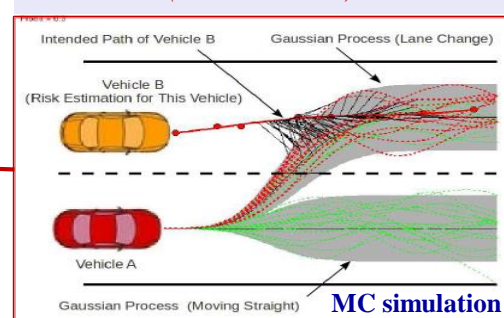 Intended Path of Vehicle B
Gaussian Process (Lane Change)
Vehicle B
(Risk Estimation for This Vehicle)
Vehicle A
Gaussian Process (Moving Straight)
MC simulation